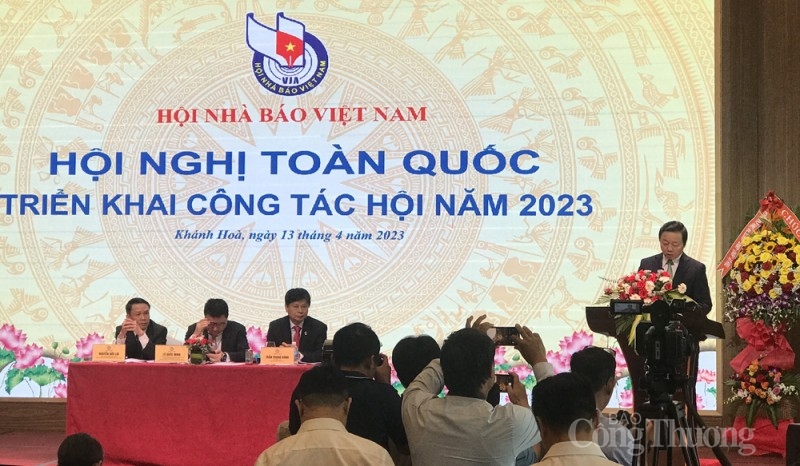 HỘI NHÀ BÁO VIỆT NAM
VJA
HỘI NHÀ BÁO VIỆT NAM
HỘI NGHỊ TOÀN QUỐC
TRIỂN KHAI CÔNG TÁC HỘI NĂM 2023
Khánh Hoà, ngày 13 tháng 4 năm 2023
BÁO
Công Thương